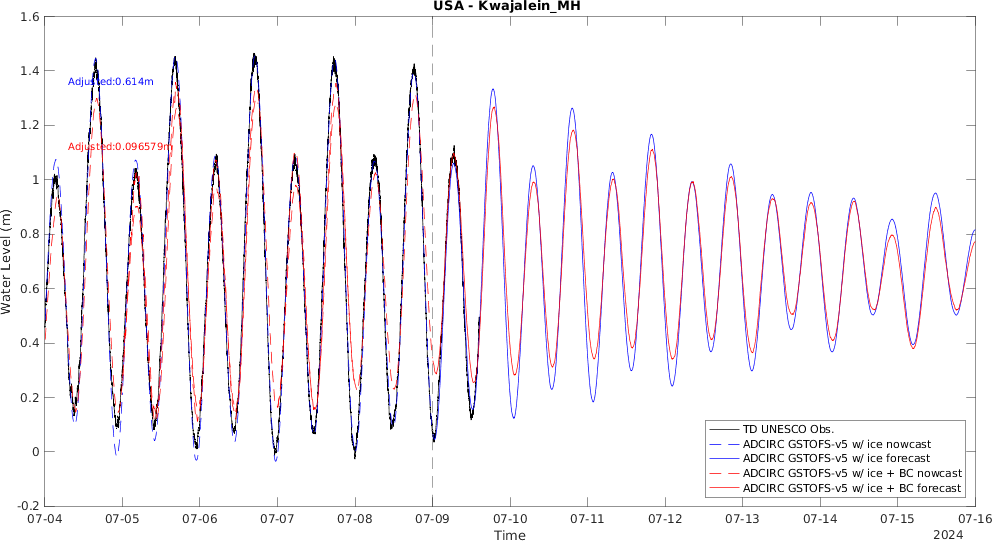 USA - Kwajalein_MH
1.6
1.4
1.2
1
0.8
0.6
0.4
0.2
0
-0.2
Water Level (m)
Adjusted:0.614m
Adjusted:0.096579m
TD UNESCO Obs.
ADCIRC GSTOFS-v5 w/ ice nowcast
ADCIRC GSTOFS-v5 w/ ice forecast
ADCIRC GSTOFS-v5 w/ ice + BC nowcast
ADCIRC GSTOFS-v5 w/ ice + BC forecast
07-04 07-05 07-06 07-07 07-08 07-09 07-10 07-11 07-12 07-13 07-14 07-15 07-16
Time
2024